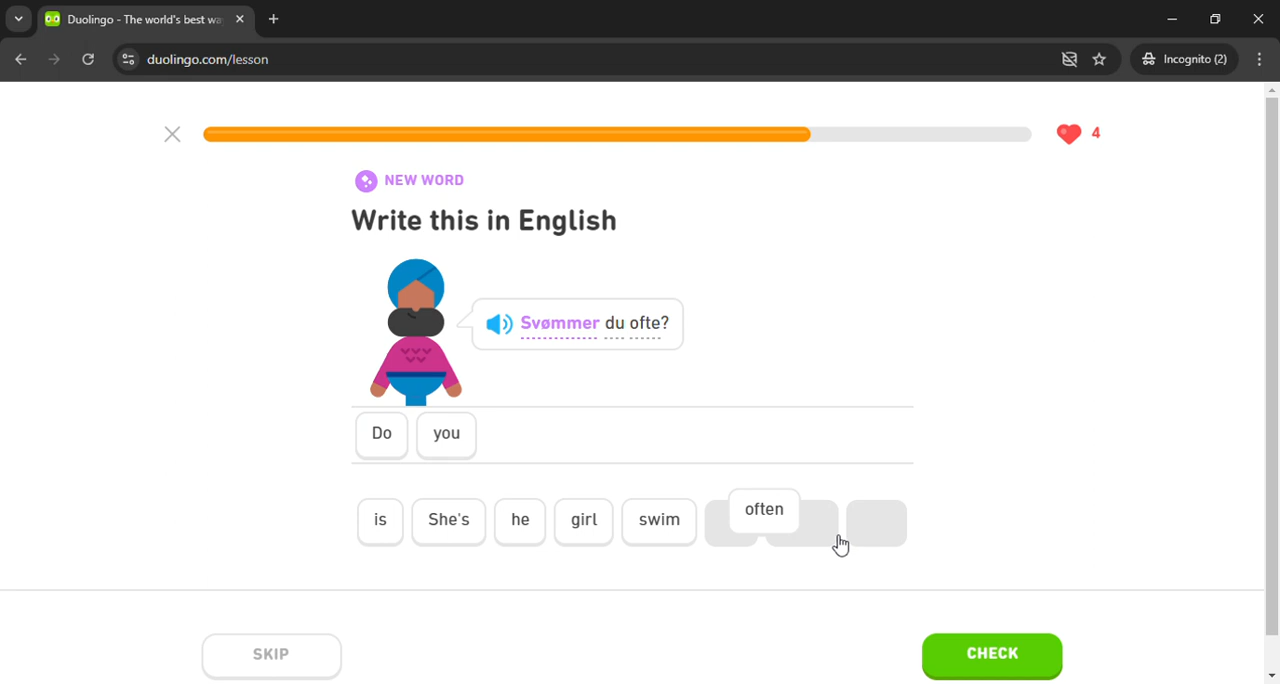 Duolingo - The world's best wa
duolingo.com/lesson
Incognito (2)
4
NEW WORD
Write this in English
Svømmer du ofte?
Do you
is She's he girl swim often
SKIP CHECK